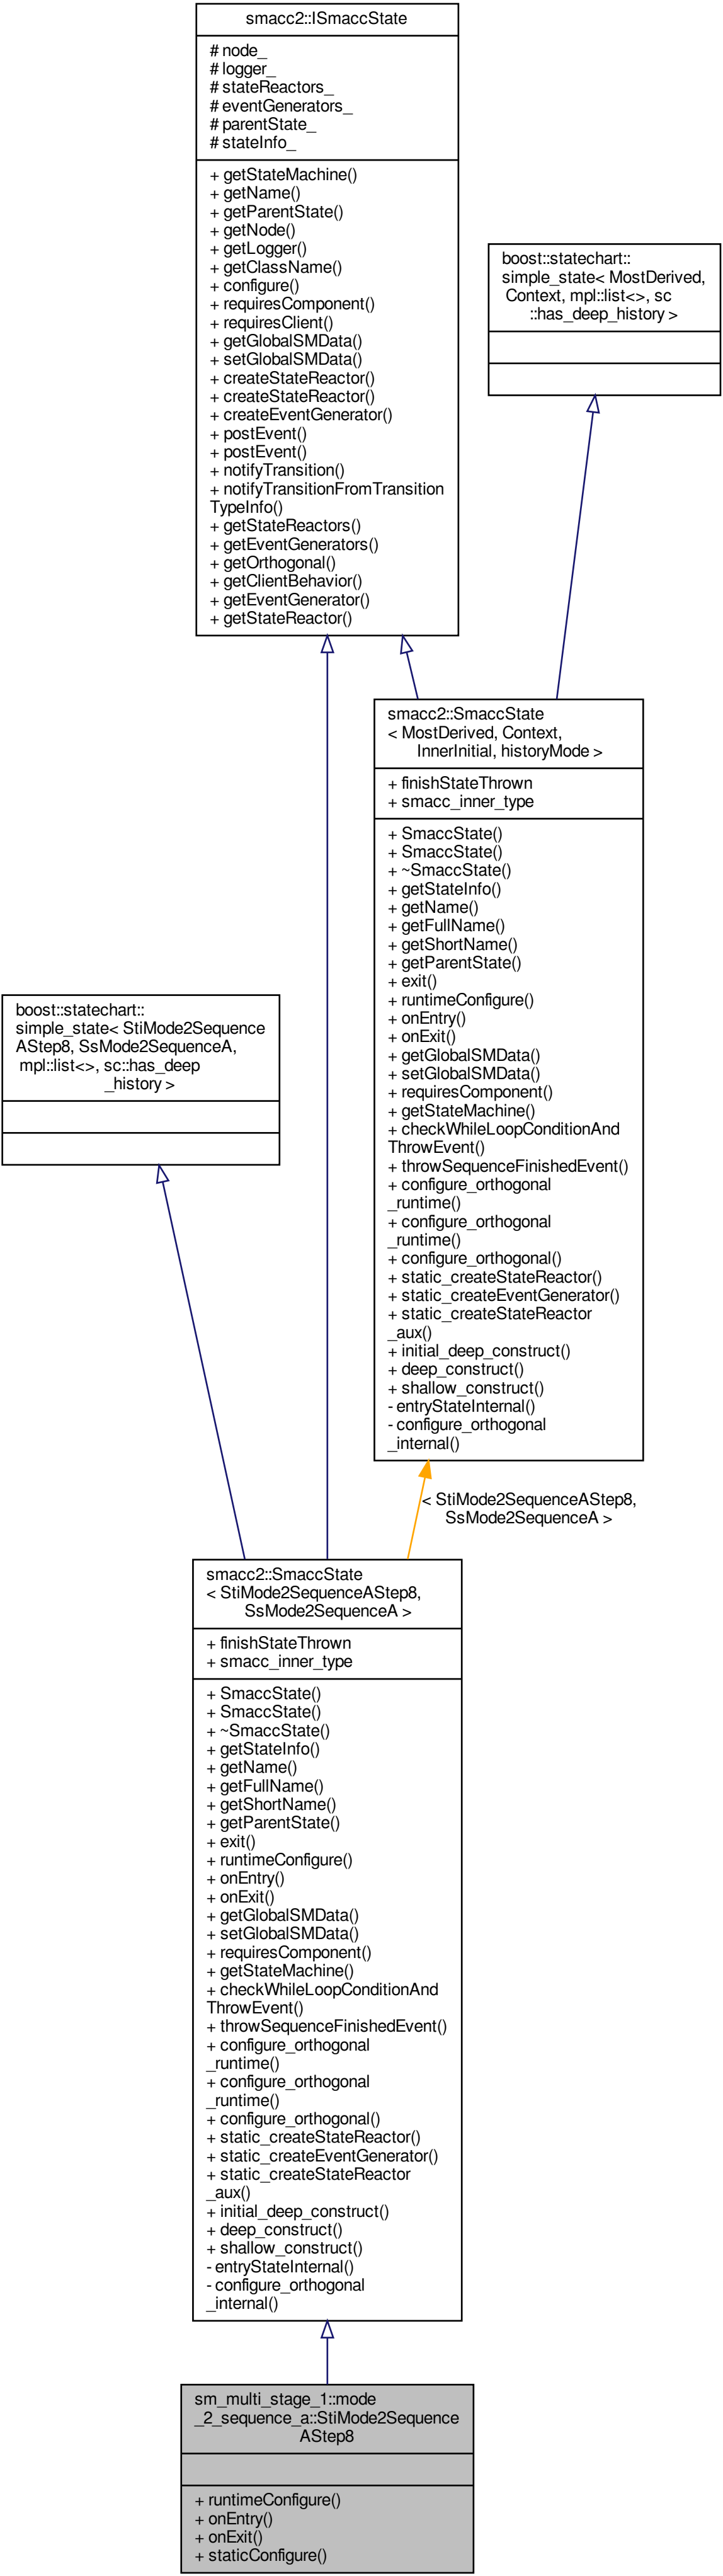 smacc2::ISmaccState
# node_
# logger_
# stateReactors_
# eventGenerators_
# parentState_
# stateInfo_
+ getStateMachine()
+ getName()
+ getParentState()
+ getNode()
+ getLogger()
+ getClassName()
+ configure()
+ requiresComponent()
+ requiresClient()
+ getGlobalSMData()
+ setGlobalSMData()
+ createStateReactor()
+ createStateReactor()
+ createEventGenerator()
+ postEvent()
+ postEvent()
+ notifyTransition()
+ notifyTransitionFromTransition
TypeInfo()
+ getStateReactors()
+ getEventGenerators()
+ getOrthogonal()
+ getClientBehavior()
+ getEventGenerator()
+ getStateReactor()
boost::statechart::
simple_state< MostDerived,
Context, mpl::list<>, sc
::has_deep_history >
smacc2::SmaccState
< MostDerived, Context,
InnerInitial, historyMode >
+ finishStateThrown
+ smacc_inner_type
+ SmaccState()
+ SmaccState()
+ ~SmaccState()
+ getStateInfo()
+ getName()
+ getFullName()
+ getShortName()
+ getParentState()
+ exit()
+ runtimeConfigure()
+ onEntry()
+ onExit()
+ getGlobalSMData()
+ setGlobalSMData()
+ requiresComponent()
+ getStateMachine()
+ checkWhileLoopConditionAnd
ThrowEvent()
+ throwSequenceFinishedEvent()
+ configure_orthogonal
_runtime()
+ configure_orthogonal
_runtime()
+ configure_orthogonal()
+ static_createStateReactor()
+ static_createEventGenerator()
+ static_createStateReactor
_aux()
+ initial_deep_construct()
+ deep_construct()
+ shallow_construct()
- entryStateInternal()
- configure_orthogonal
_internal()
boost::statechart::
simple_state< StiMode2Sequence
AStep8, SsMode2SequenceA,
mpl::list<>, sc::has_deep
_history >
< StiMode2SequenceAStep8,
SsMode2SequenceA >
smacc2::SmaccState
< StiMode2SequenceAStep8,
SsMode2SequenceA >
+ finishStateThrown
+ smacc_inner_type
+ SmaccState()
+ SmaccState()
+ ~SmaccState()
+ getStateInfo()
+ getName()
+ getFullName()
+ getShortName()
+ getParentState()
+ exit()
+ runtimeConfigure()
+ onEntry()
+ onExit()
+ getGlobalSMData()
+ setGlobalSMData()
+ requiresComponent()
+ getStateMachine()
+ checkWhileLoopConditionAnd
ThrowEvent()
+ throwSequenceFinishedEvent()
+ configure_orthogonal
_runtime()
+ configure_orthogonal
_runtime()
+ configure_orthogonal()
+ static_createStateReactor()
+ static_createEventGenerator()
+ static_createStateReactor
_aux()
+ initial_deep_construct()
+ deep_construct()
+ shallow_construct()
- entryStateInternal()
- configure_orthogonal
_internal()
sm_multi_stage_1::mode
_2_sequence_a::StiMode2Sequence
AStep8
+ runtimeConfigure()
+ onEntry()
+ onExit()
+ staticConfigure()